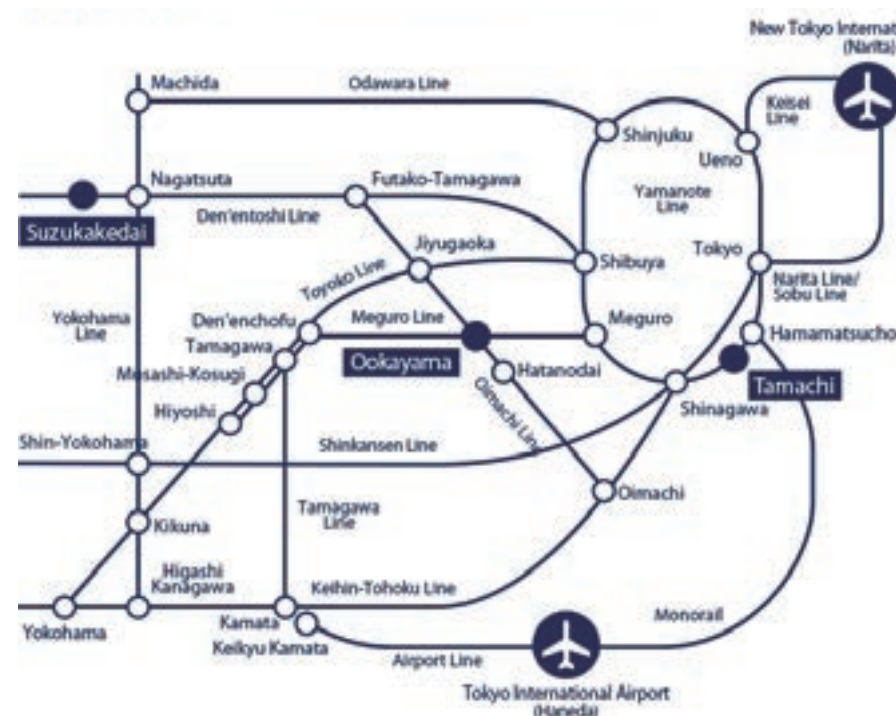 New Tokyo Internat
(Narita)
Machida
Odawara Line
Keisei
Line
Shinjuku
Ueno
Nagatsuta
Futako-Tamagawa
Yamanote
Line
Den'entoshi Line
Suzukakedai
Jiyugaoka
Tokyo
Shibuya
Toyoko Line
Narita Line/
Sobu Line
Yokohama
Line
Den'enchofu
Meguro Line
Meguro
Hamamatsucho
Tamagawa
Ookayama
Musashi-Kosugi
Hatanodai
Tamachi
Hiyoshi
Oimachi Line
Shinagawa
Shin-Yokohama
Shinkansen Line
Oimachi
Tamagawa
Line
Kikuna
Higashi
Kanagawa
Keihin-Tohoku Line
Yokohama
Kamata
Monorail
Keikyu Kamata
Airport Line
Tokyo International Airport
(Haneda)